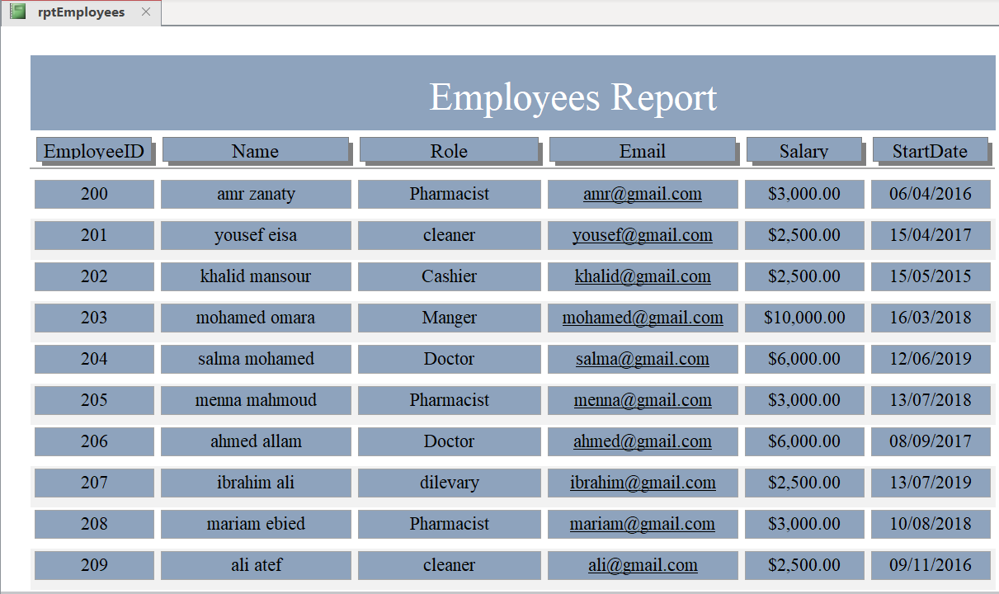 rptEmployees
Employees Report
EmployeeID Name Role Email Salary StartDate
200 amr zanaty Pharmacist amr@gmail.com $3,000.00 06/04/2016
201 yousef eisa cleaner yousef@gmail.com $2,500.00 15/04/2017
202 khalid mansour Cashier khalid@gmail.com $2,500.00 15/05/2015
203 mohamed omara Manger mohamed@gmail.com $10,000.00 16/03/2018
204 salma mohamed Doctor salma@gmail.com $6,000.00 12/06/2019
205 menna mahmoud Pharmacist menna@gmail.com $3,000.00 13/07/2018
206 ahmed allam Doctor ahmed@gmail.com $6,000.00 08/09/2017
207 ibrahim ali dilevary ibrahim@gmail.com $2,500.00 13/07/2019
208 mariam ebied Pharmacist mariam@gmail.com $3,000.00 10/08/2018
209 ali atef cleaner ali@gmail.com $2,500.00 09/11/2016